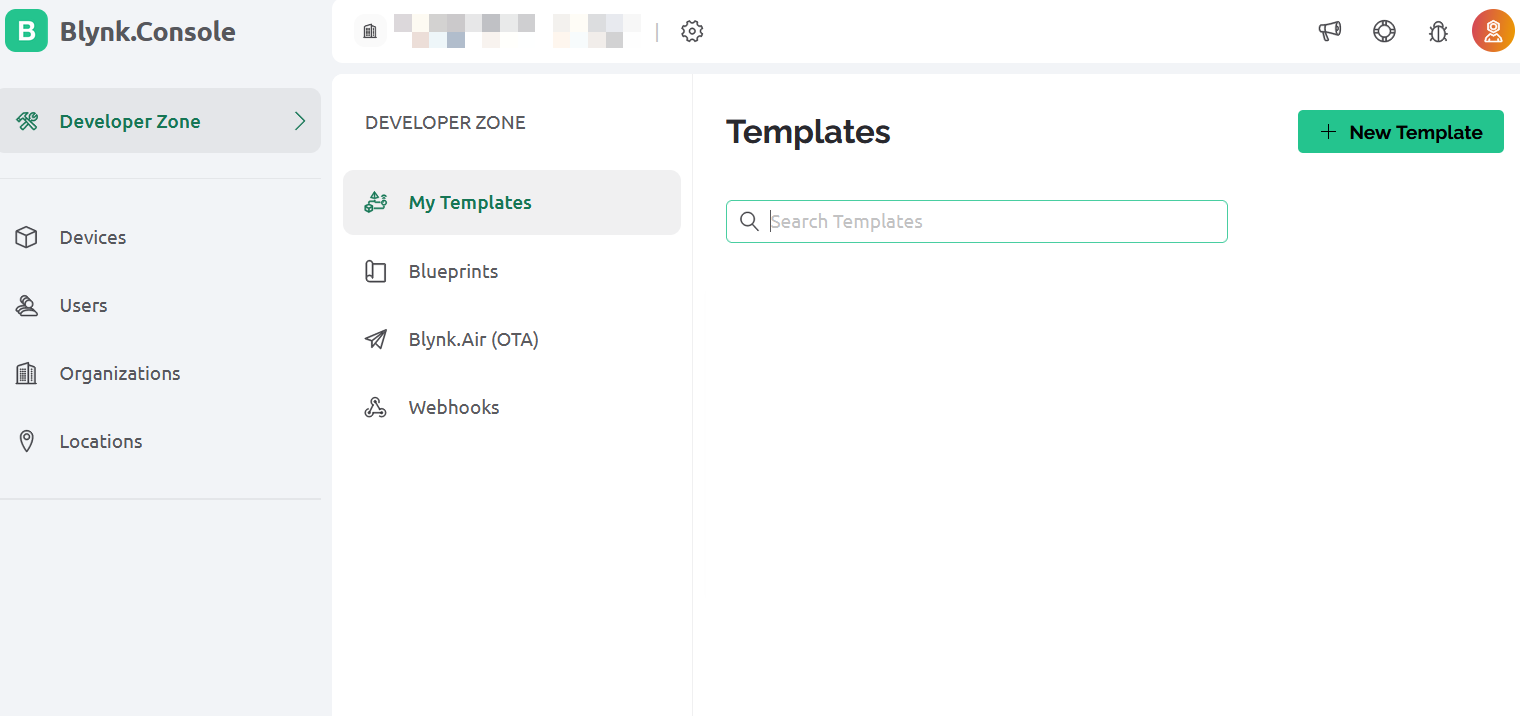 B Blynk.Console
Developer Zone
Devices
Users
Organizations
Locations
DEVELOPER ZONE
My Templates
Blueprints
Blynk.Air (OTA)
Webhooks
Templates
New Template
Search Templates